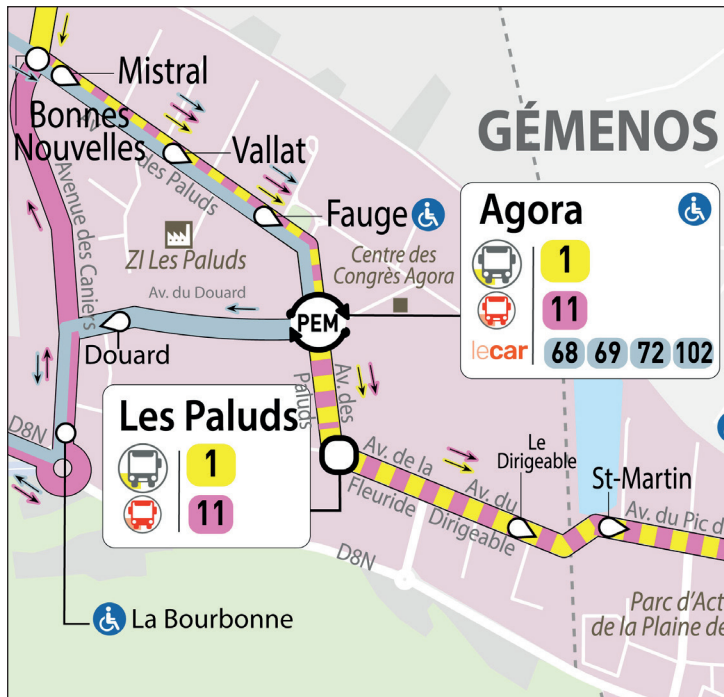 Mistral
Bonnes
Nouvelles
des Paluds
Vallat
GÉMENOS
Avenue des Caniers
Fauge
ZI Les Paluds
Centre des
Congrès Agora
Agora
1
11
lecar
68 69 72 102
Av. du Douard
PEM
Douard
Av. des
Paluds
Les Paluds
1
11
D8N
Av. de la
Fleuride
Av. du
Dirigeable
Le
Dirigeable
St-Martin
Av. du Pic d
D8N
La Bourbonne
Parc d'Act
de la Plaine de